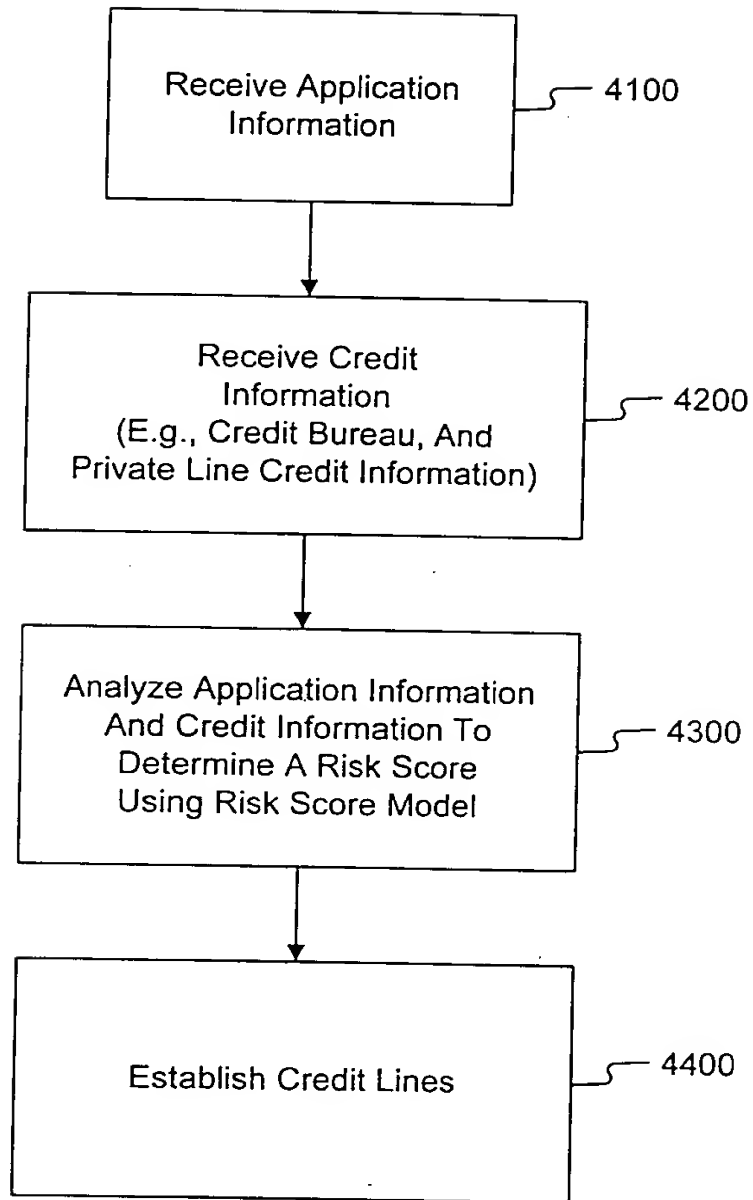 Receive Application
Information
4100
Receive Credit
Information
(E.g., Credit Bureau, And
Private Line Credit Information)
4200
Analyze Application Information
And Credit Information To
Determine A Risk Score
Using Risk Score Model
4300
Establish Credit Lines
4400